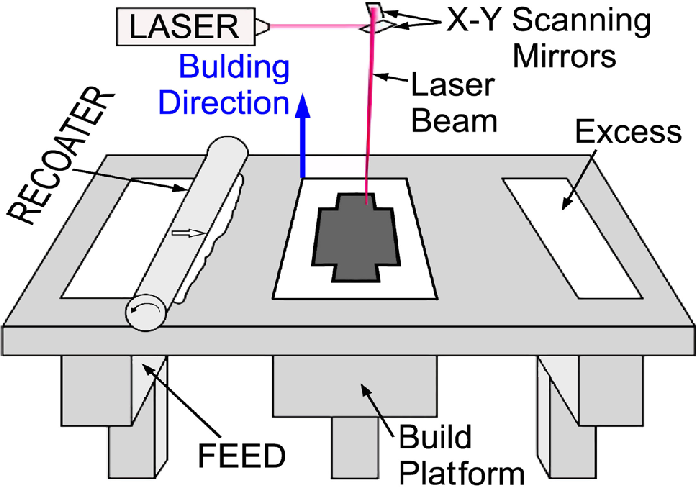 LASER
X-Y Scanning
Mirrors
Bulding
Direction
Laser
Beam
Excess
RECOATER
FEED
Build
Platform